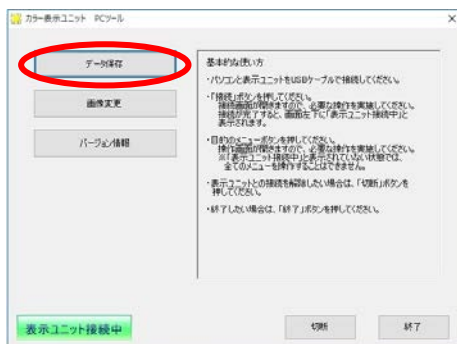 カラー表示ユニット PCツール
データ保存
画像変更
バージョン情報
基本的な使い方
・パソコンと表示ユニットをUSBケーブルで接続してください。
・「接続」ボタンを押してください。
接続画面が開きますので、必要な操作を実施してください。
接続が完了すると、画面左下に「表示ユニット接続中」と
表示されます。
・目的のメニューボタンを押してください。
操作画面が開きますので、必要な操作を実施してください。
※「表示ユニット接続中」と表示されていない状態では、
全てのメニューを操作することはできません。
・表示ユニットとの接続を解除したい場合は、「切断」ボタンを
押してください。
・終了したい場合は、「終了」ボタンを押してください。
表示ユニット接続中
切断
終了